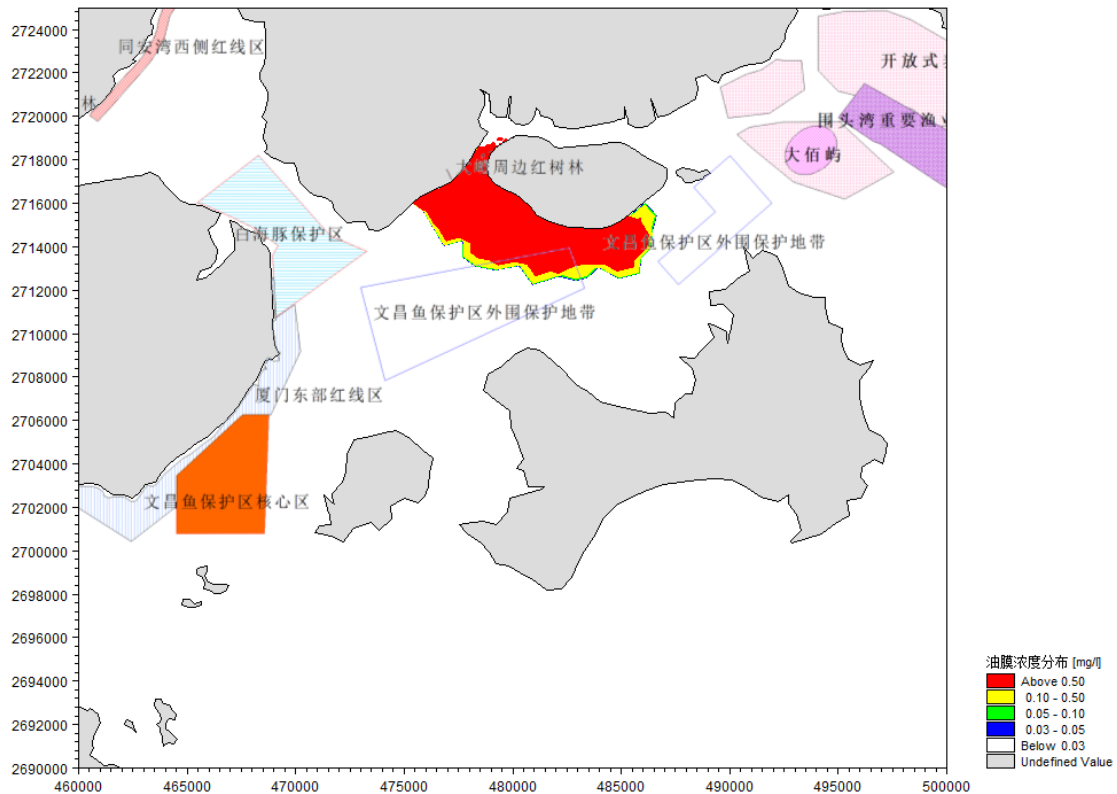 2724000
2722000
2720000
2718000
2716000
2714000
2712000
2710000
2708000
2706000
2704000
2702000
2700000
2698000
2696000
2694000
2692000
2690000
460000
465000
470000
475000
480000
485000
490000
495000
500000
同安湾西侧红线区
林
开放式
围头湾重要渔
大佰屿
大嶝周边红树林
白海豚保护区
文昌鱼保护区外围保护地带
文昌鱼保护区外围保护地带
厦门东部红线区
文昌鱼保护区核心区
油膜浓度分布 [mg/l]
Above 0.50
0.10 - 0.50
0.05 - 0.10
0.03 - 0.05
Below 0.03
Undefined Value